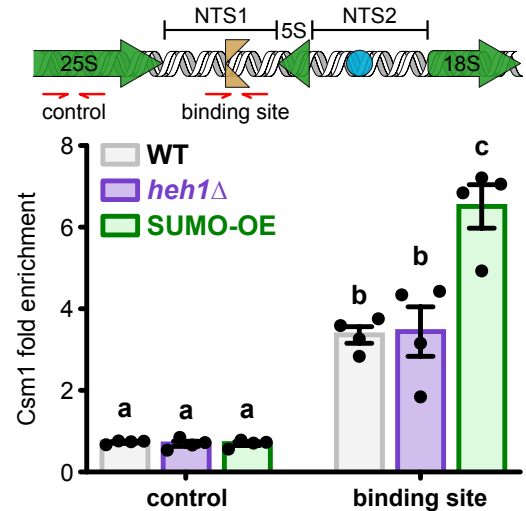 NTS1 5S NTS2
25S 18S
control binding site
8
6
4
2
0
Csm1 fold enrichment
WT
heh1Δ
SUMO-OE
a a a b b c
control binding site